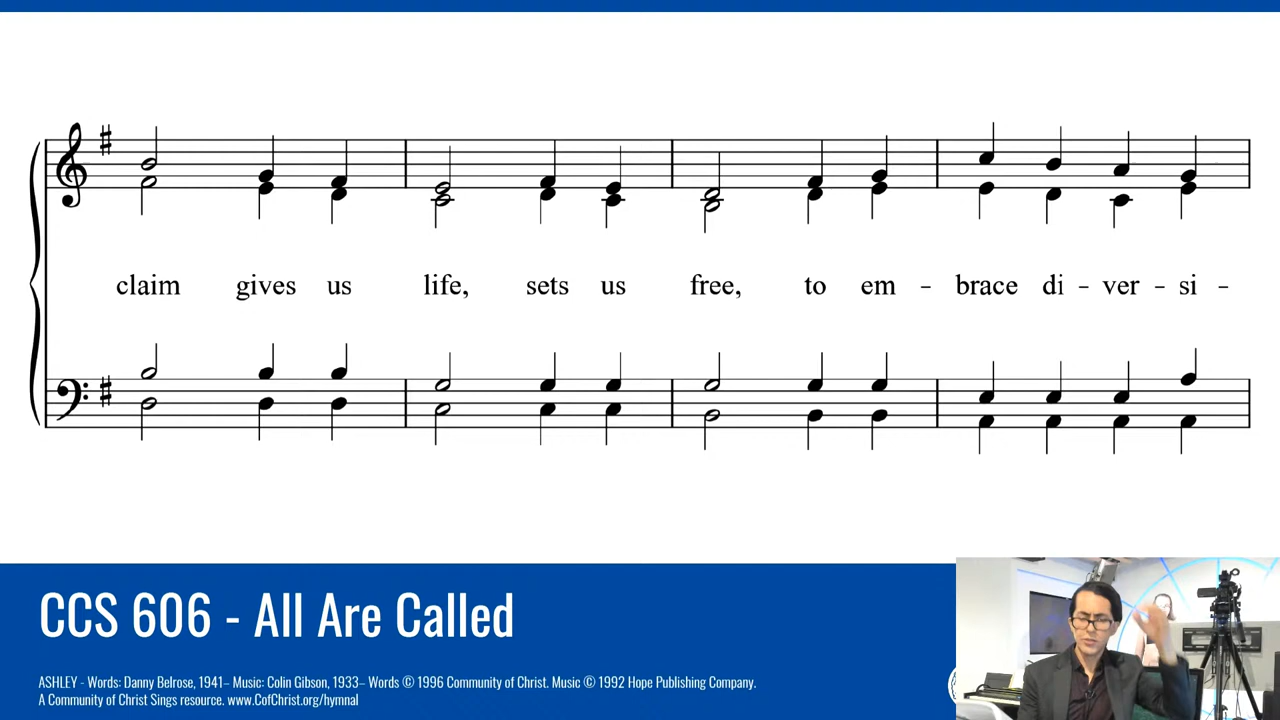 claim gives us life, sets us free, to em - brace di - ver - si -
CCS 606 - All Are Called
ASHLEY - Words: Danny Belrose, 1941– Music: Colin Gibson, 1933– Words © 1996 Community of Christ. Music © 1992 Hope Publishing Company.
A Community of Christ Sings resource. www.CofChrist.org/hymnal